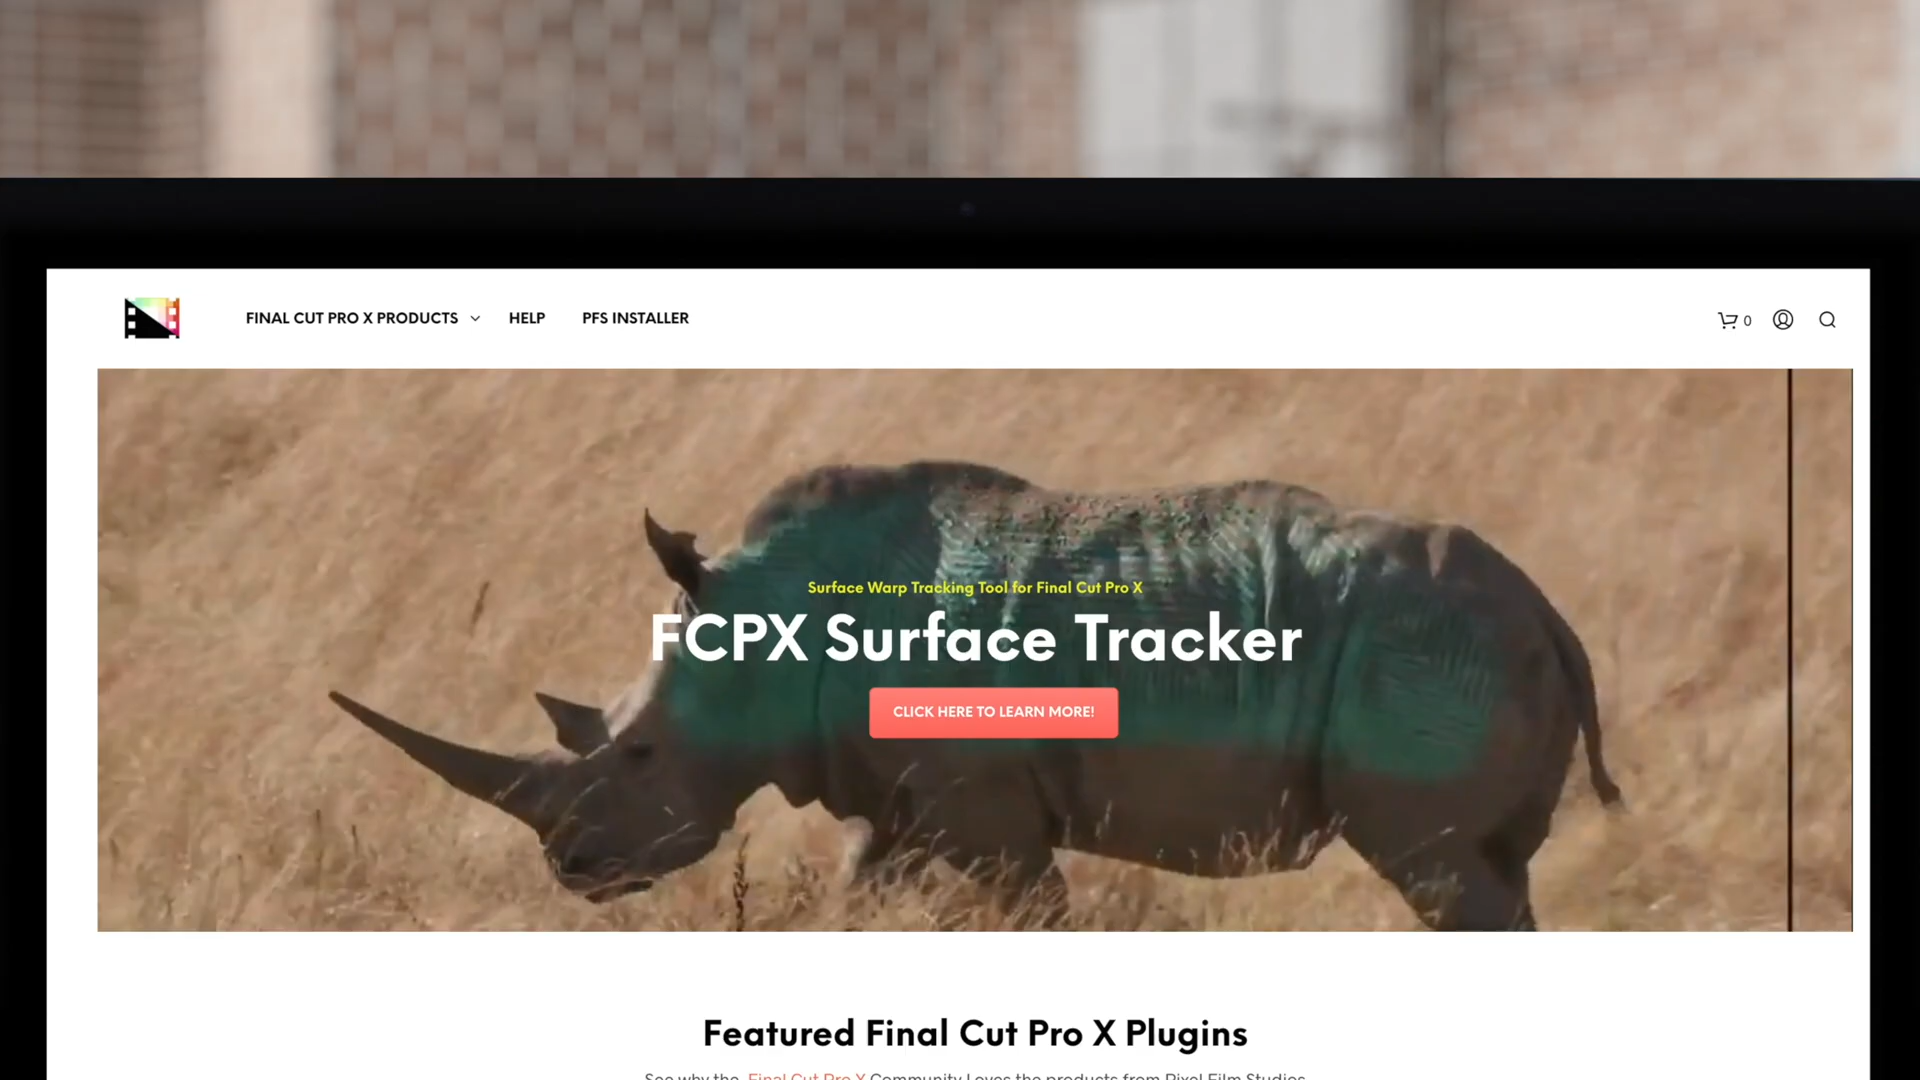 FINAL CUT PRO X PRODUCTS HELP PFS INSTALLER 0
Surface Warp Tracking Tool for Final Cut Pro X
FCPX Surface Tracker
CLICK HERE TO LEARN MORE!
Featured Final Cut Pro X Plugins
See why the Final Cut Pro X Community Loves the products from Pixel Film Studios